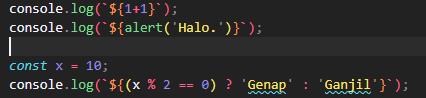 console.log(`${1+1}`);
console.log(`${alert('Halo.')}`);
const x = 10;
console.log(`${(x % 2 == 0) ? 'Genap' : 'Ganjil'}`);